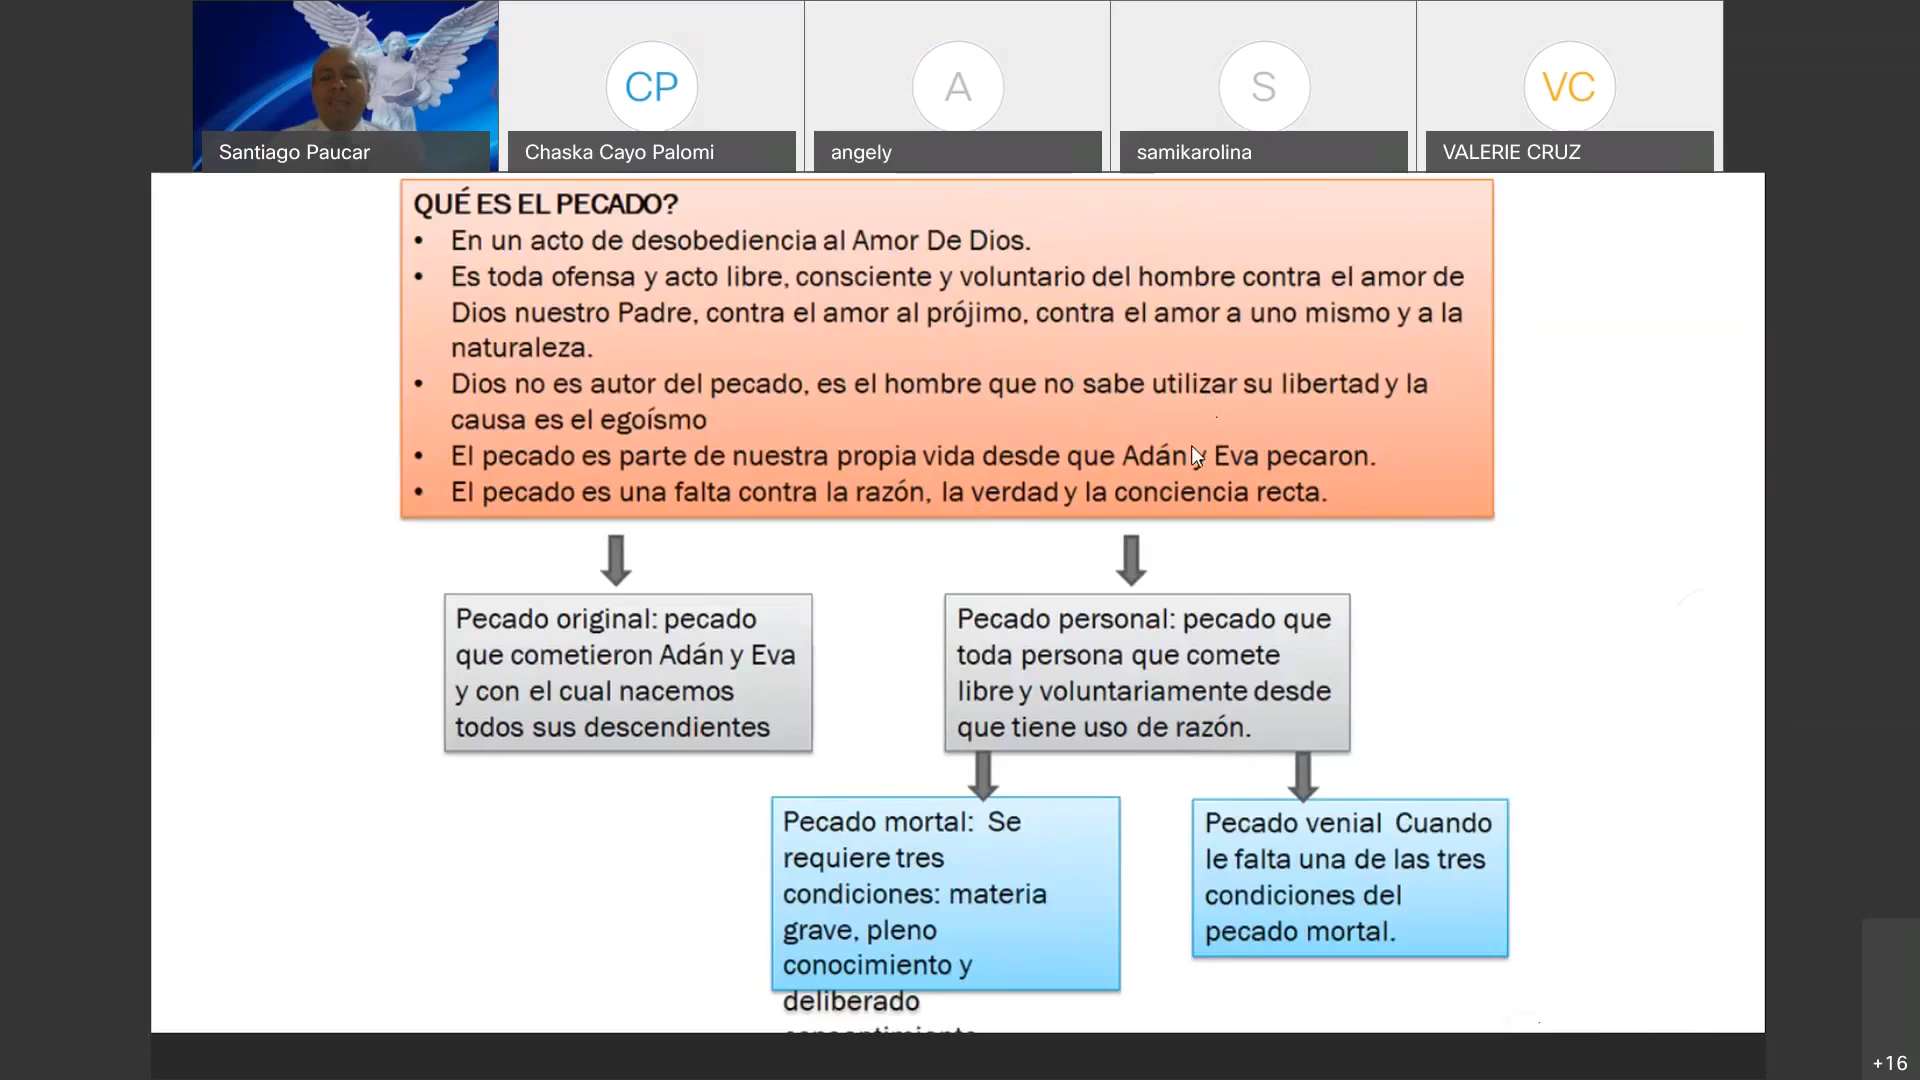 CP
A
S
VC
Santiago Paucar
Chaska Cayo Palomi
angely
samikarolina
VALERIE CRUZ
QUÉ ES EL PECADO?
• En un acto de desobediencia al Amor De Dios.
• Es toda ofensa y acto libre, consciente y voluntario del hombre contra el amor de
Dios nuestro Padre, contra el amor al prójimo, contra el amor a uno mismo y a la
naturaleza.
• Dios no es autor del pecado, es el hombre que no sabe utilizar su libertad y la
causa es el egoísmo
• El pecado es parte de nuestra propia vida desde que Adán y Eva pecaron.
• El pecado es una falta contra la razón, la verdad y la conciencia recta.
Pecado original: pecado
que cometieron Adán y Eva
y con el cual nacemos
todos sus descendientes
Pecado personal: pecado que
toda persona que comete
libre y voluntariamente desde
que tiene uso de razón.
Pecado mortal: Se
requiere tres
condiciones: materia
grave, pleno
conocimiento y
deliberado
Pecado venial Cuando
le falta una de las tres
condiciones del
pecado mortal.
+16